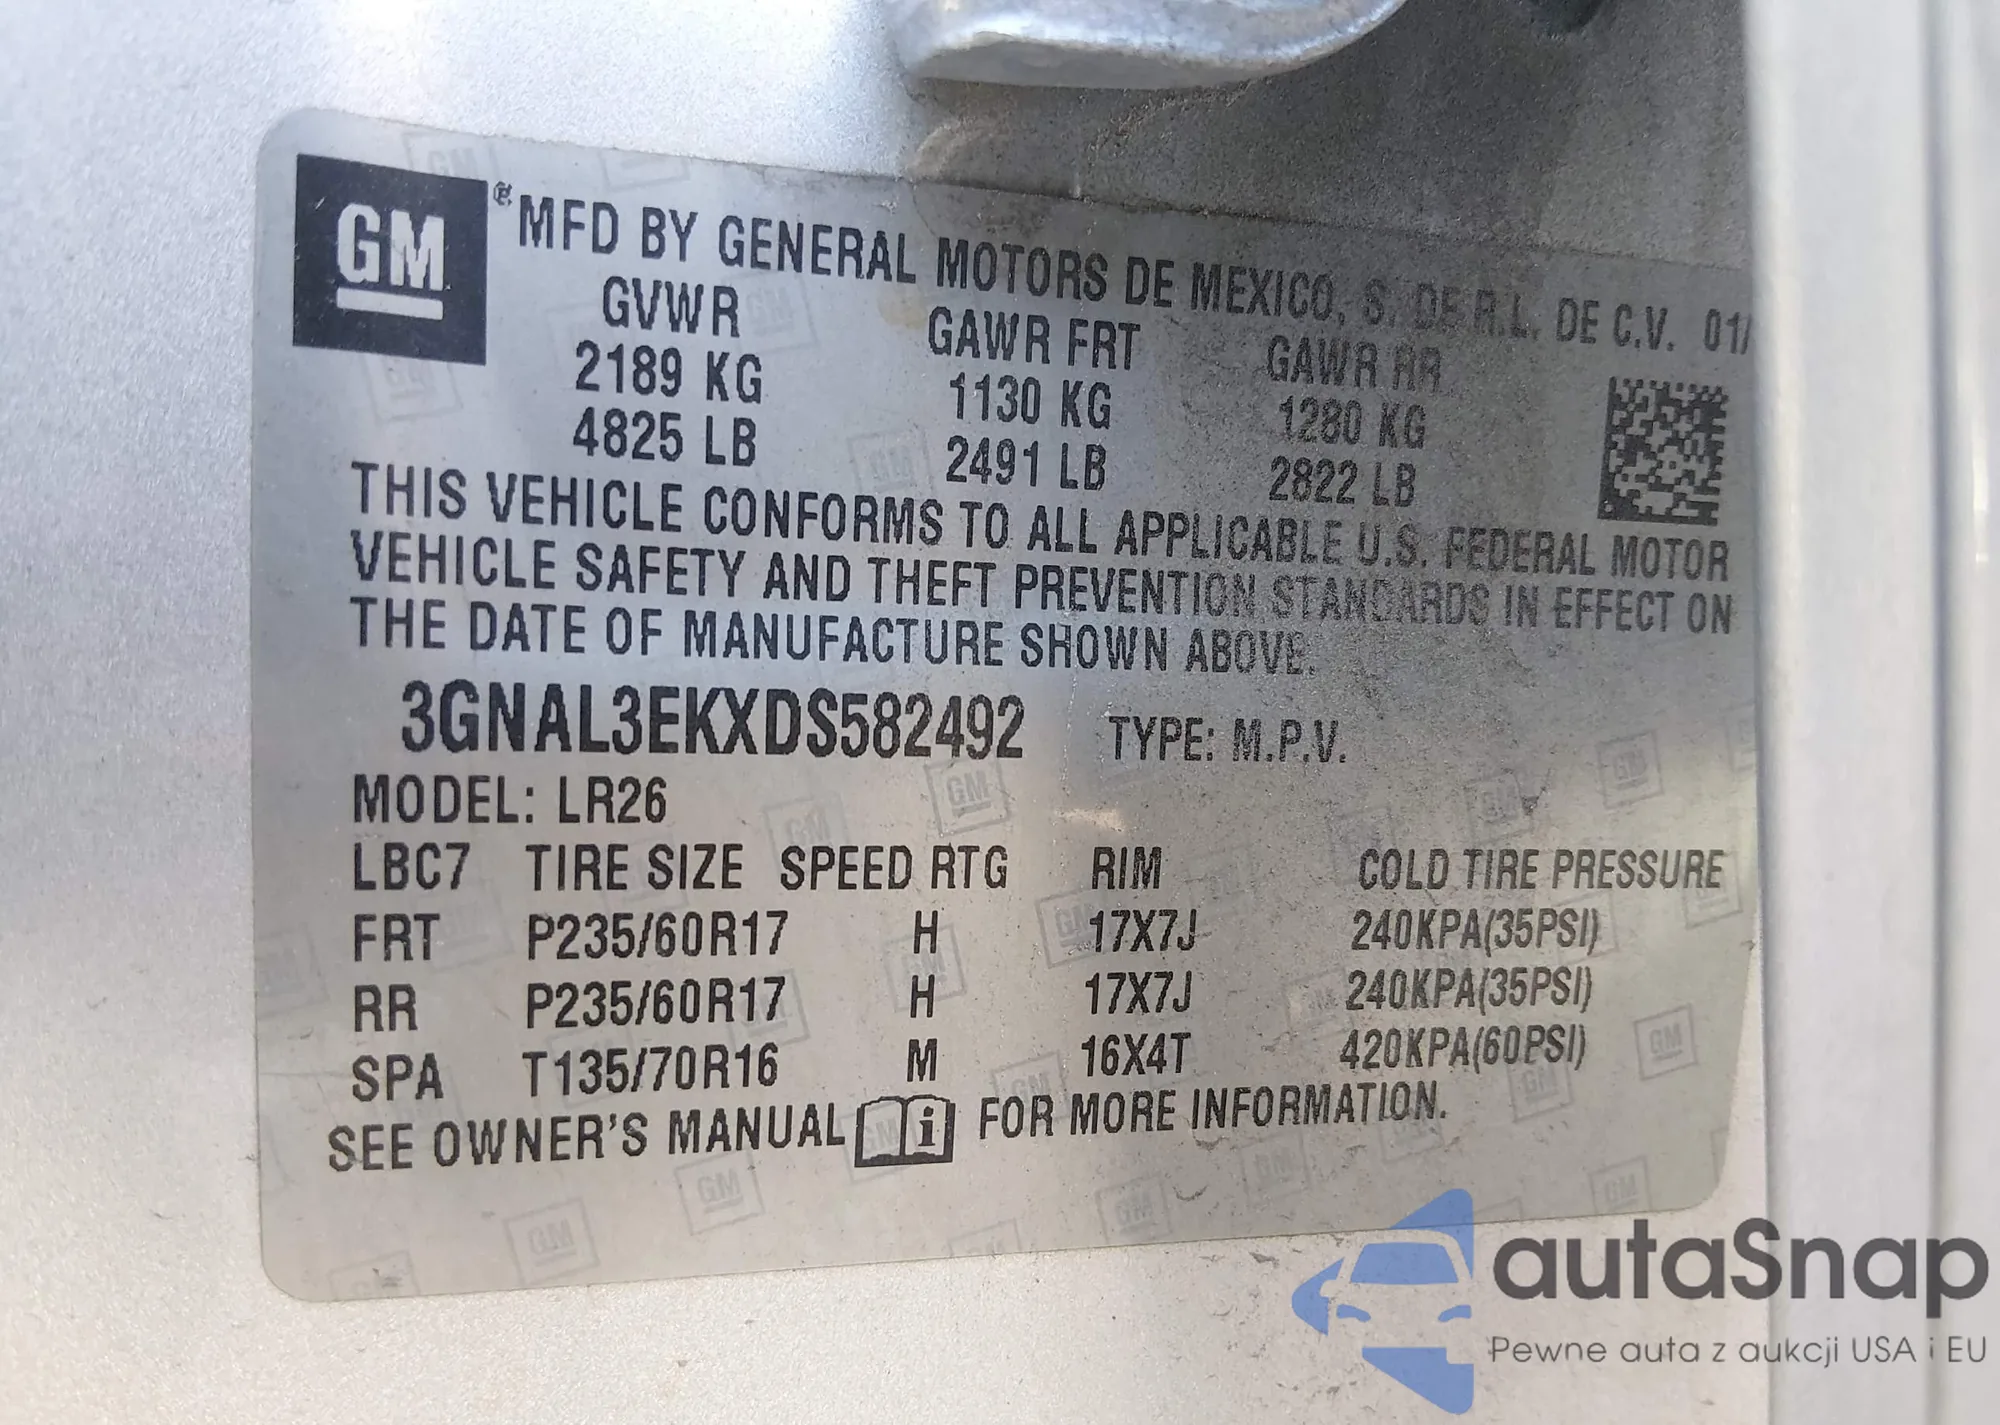 GM ® MFD BY GENERAL MOTORS DE MEXICO, S. DE R.L. DE C.V. 01/
GVWR GAWR FRT GAWR RR
2189 KG 1130 KG 1280 KG
4825 LB 2491 LB 2822 LB
THIS VEHICLE CONFORMS TO ALL APPLICABLE U.S. FEDERAL MOTOR
VEHICLE SAFETY AND THEFT PREVENTION STANDARDS IN EFFECT ON
THE DATE OF MANUFACTURE SHOWN ABOVE.
3GNAL3EKXDS582492 TYPE: M.P.V.
MODEL: LR26
LBC7 TIRE SIZE SPEED RTG RIM COLD TIRE PRESSURE
FRT P235/60R17 H 17X7J 240KPA(35PSI)
RR P235/60R17 H 17X7J 240KPA(35PSI)
SPA T135/70R16 M 16X4T 420KPA(60PSI)
SEE OWNER'S MANUAL i FOR MORE INFORMATION.
autaSnap
Pewne auta z aukcji USA i EU